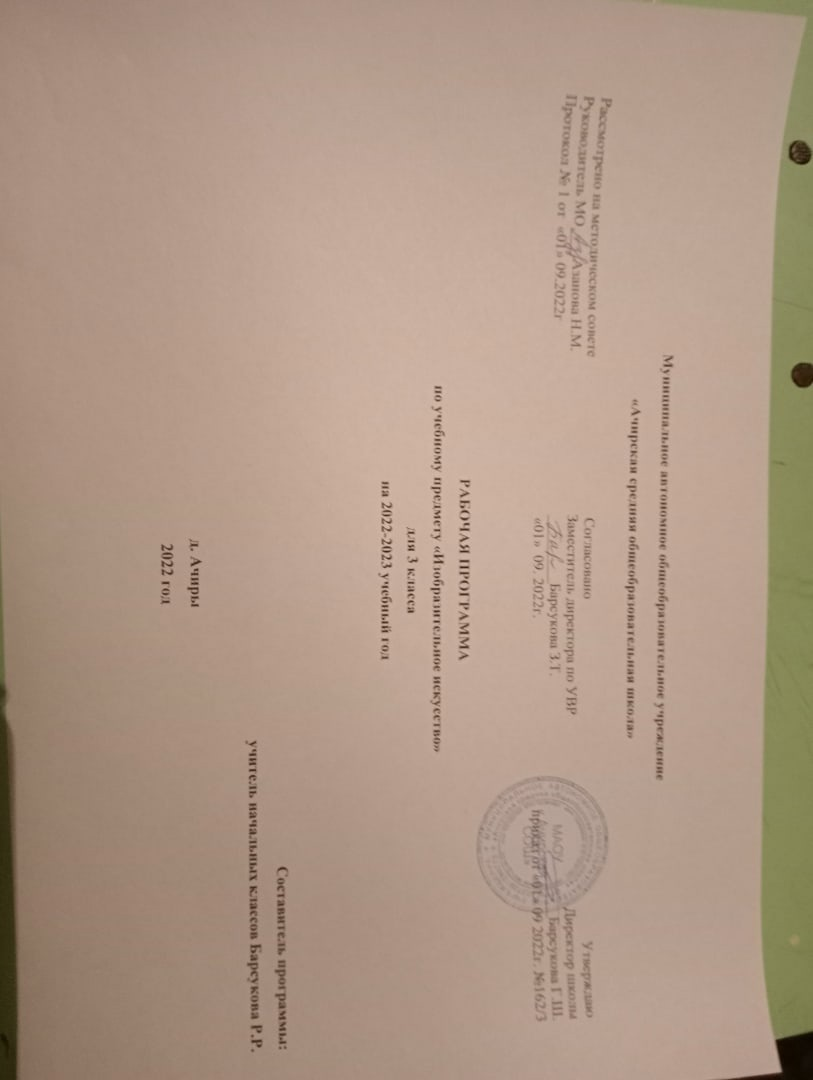 Муниципальное автономное общеобразовательное учреждение
«Ачирская средняя общеобразовательная школа»
Рассмотрено на методическом совете
Руководитель МО Азанова Н.М.
Протокол № 1 от «01» 09.2022г
Согласовано
Заместитель директора по УВР
Барсукова З.Т.
«01» 09. 2022г.
Утверждаю
Директор школы
Барсукова Г.Ш.
приказ от «01» 09 2022г. №162/3
МАОУ
РАБОЧАЯ ПРОГРАММА
по учебному предмету «Изобразительное искусство»
для 3 класса
на 2022-2023 учебный год
Составитель программы:
учитель начальных классов Барсукова Р.Р.
д. Ачиры
2022 год